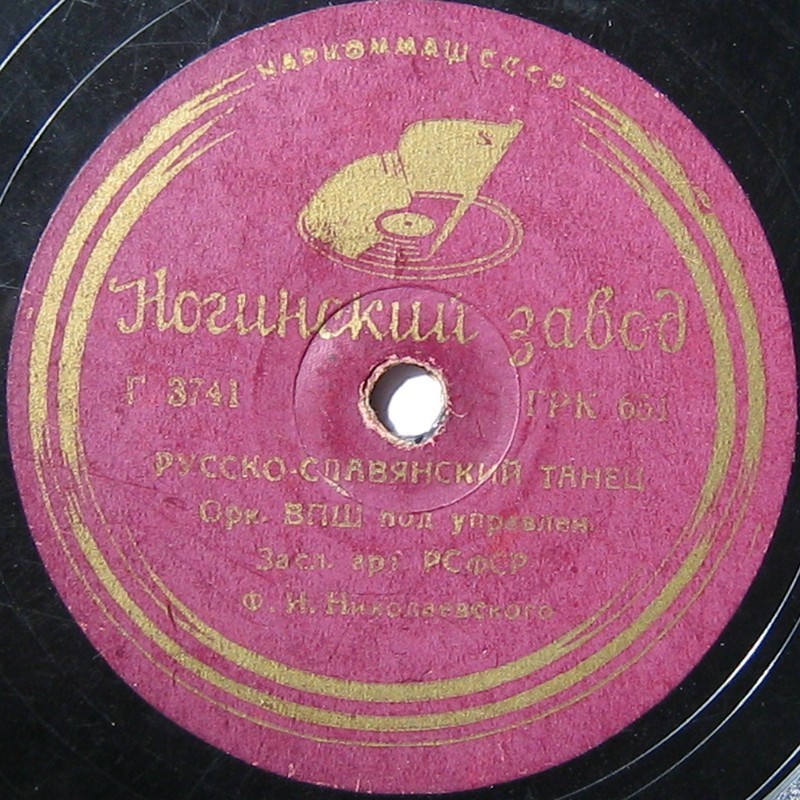 НАРКОММАШ СССР
Ногинский завод
Г 3741 ГРК 651
РУССКО-СЛАВЯНСКИЙ ТАНЕЦ
Орк. ВПШ под управлен.
Засл. арт. РСФСР
Ф. И. Николаевского